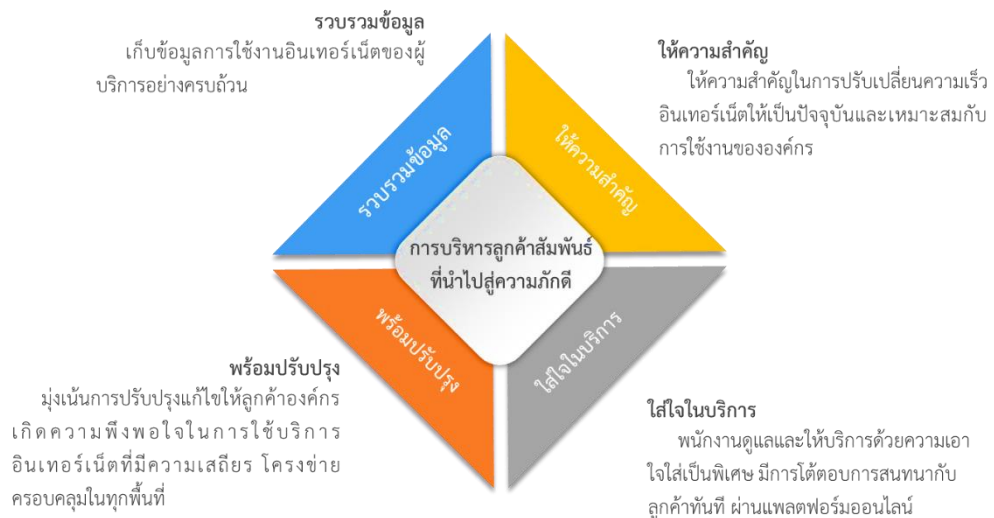 รวบรวมข้อมูล
เก็บข้อมูลการใช้งานอินเทอร์เน็ตของผู้
บริการอย่างครบถ้วน
ให้ความสำคัญ
ให้ความสำคัญในการปรับเปลี่ยนความเร็ว
อินเทอร์เน็ตให้เป็นปัจจุบันและเหมาะสมกับ
การใช้งานขององค์กร
รวบรวมข้อมูล
ให้ความสำคัญ
การบริหารลูกค้าสัมพันธ์
ที่นำไปสู่ความภักดี
พร้อมปรับปรุง
ใส่ใจในบริการ
พร้อมปรับปรุง
มุ่งเน้นการปรับปรุงแก้ไขให้ลูกค้าองค์กร
เกิดความพึงพอใจในการใช้บริการ
อินเทอร์เน็ตที่มีความเสถียร โครงข่าย
ครอบคลุมในทุกพื้นที่
ใส่ใจในบริการ
พนักงานดูแลและให้บริการด้วยความเอา
ใจใส่เป็นพิเศษ มีการโต้ตอบการสนทนากับ
ลูกค้าทันที ผ่านแพลตฟอร์มออนไลน์